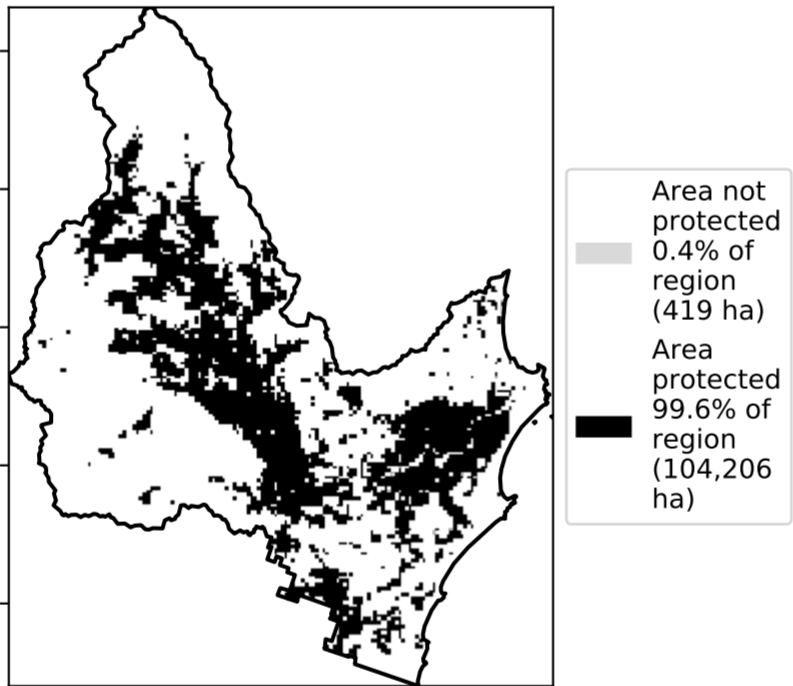 Area not
protected
0.4% of
region
(419 ha)
Area
protected
99.6% of
region
(104,206
ha)